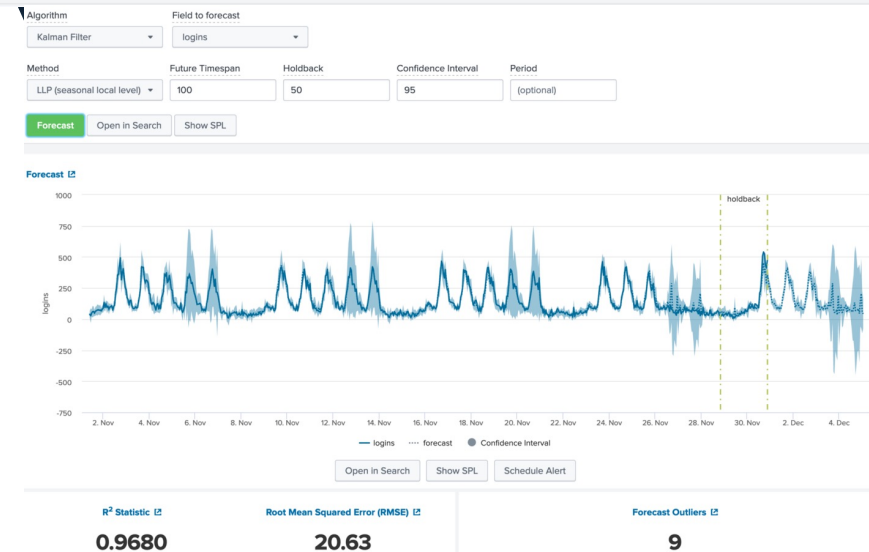 Algorithm Field to forecast
Kalman Filter logins
Method Future Timespan Holdback Confidence Interval Period
LLP (seasonal local level) 100 50 95 (optional)
Forecast Open in Search Show SPL
Forecast
1000
holdback
750
500
250
0
-250
-500
-750
logins
2. Nov 4. Nov 6. Nov 8. Nov 10. Nov 12. Nov 14. Nov 16. Nov 18. Nov 20. Nov 22. Nov 24. Nov 26. Nov 28. Nov 30. Nov 2. Dec 4. Dec
logins forecast Confidence Interval
Open in Search Show SPL Schedule Alert
R² Statistic Root Mean Squared Error (RMSE) Forecast Outliers
0.9680 20.63 9